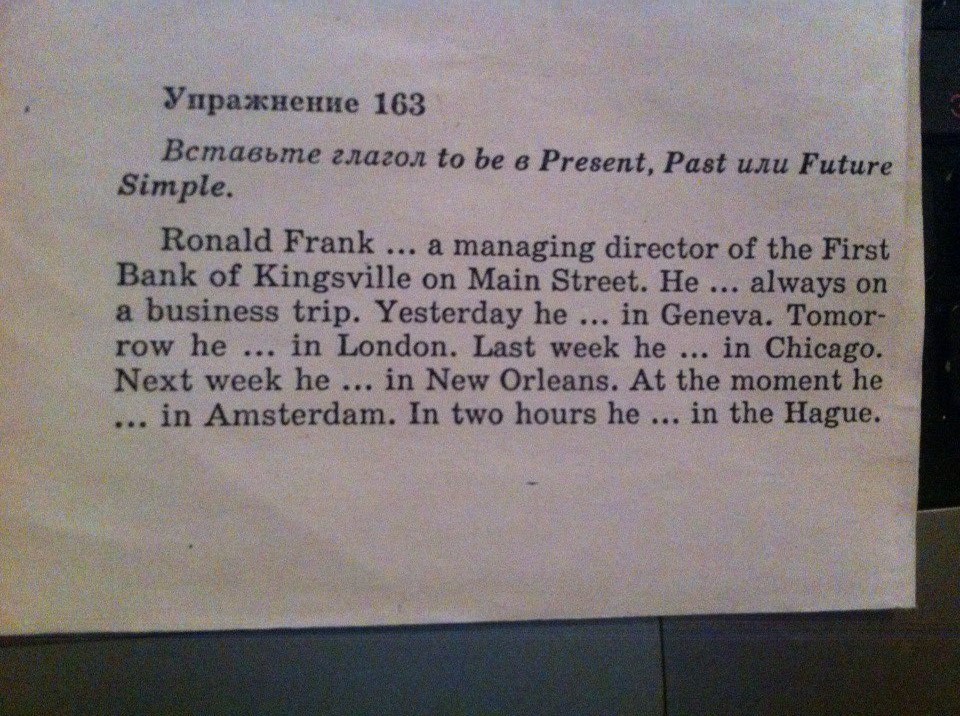 Упражнение 163
Вставьте глагол to be в Present, Past или Future
Simple.
Ronald Frank ... a managing director of the First
Bank of Kingsville on Main Street. He ... always on
a business trip. Yesterday he ... in Geneva. Tomor-
row he ... in London. Last week he ... in Chicago.
Next week he ... in New Orleans. At the moment he
... in Amsterdam. In two hours he ... in the Hague.